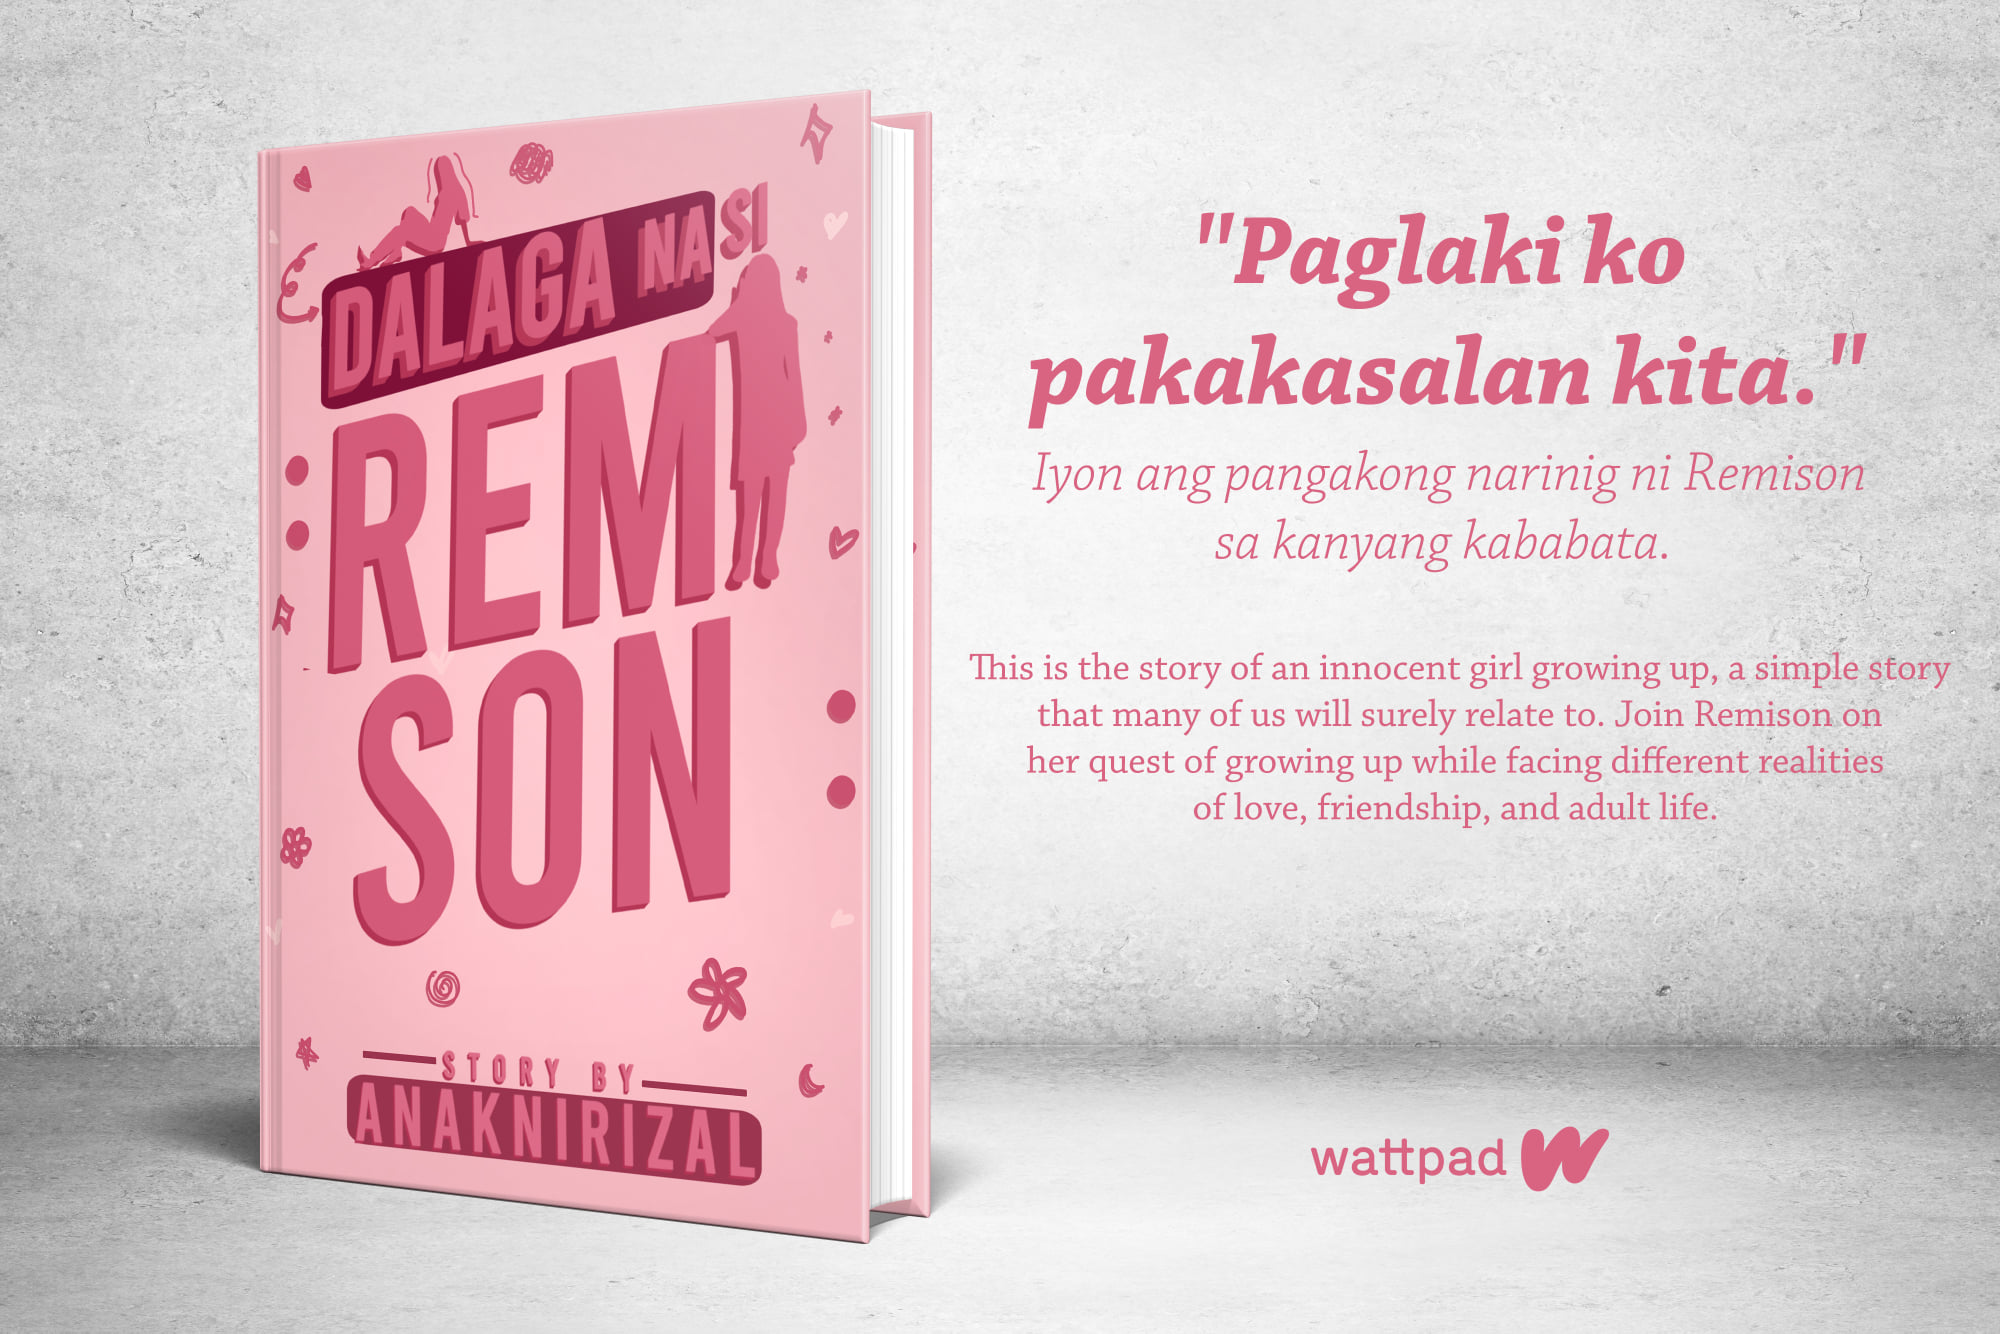 DALAGA NA SI
REMISON
STORY BY
ANAKNIRIZAL
"Paglaki ko
pakakasalan kita."
Iyon ang pangakong narinig ni Remison
sa kanyang kababata.
This is the story of an innocent girl growing up, a simple story
that many of us will surely relate to. Join Remison on
her quest of growing up while facing different realities
of love, friendship, and adult life.
wattpad